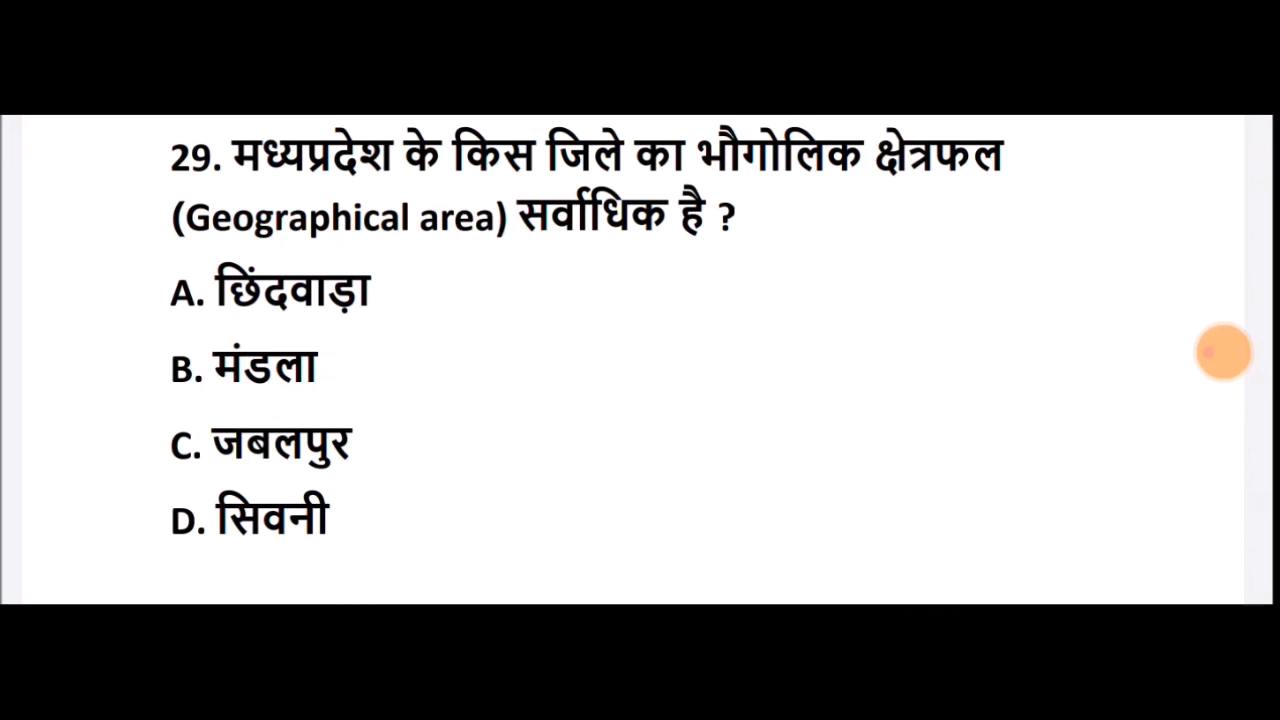 29. मध्यप्रदेश के किस जिले का भौगोलिक क्षेत्रफल
(Geographical area) सर्वाधिक है ?
A. छिंदवाड़ा
B. मंडला
C. जबलपुर
D. सिवनी